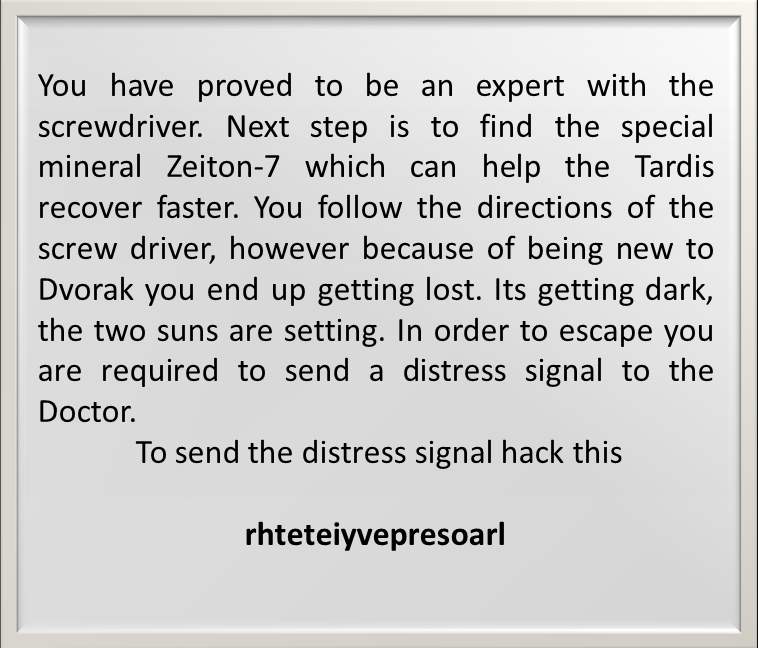 You have proved to be an expert with the
screwdriver. Next step is to find the special
mineral Zeiton-7 which can help the Tardis
recover faster. You follow the directions of the
screw driver, however because of being new to
Dvorak you end up getting lost. Its getting dark,
the two suns are setting. In order to escape you
are required to send a distress signal to the
Doctor.
To send the distress signal hack this
rhteteiyvepresoarl